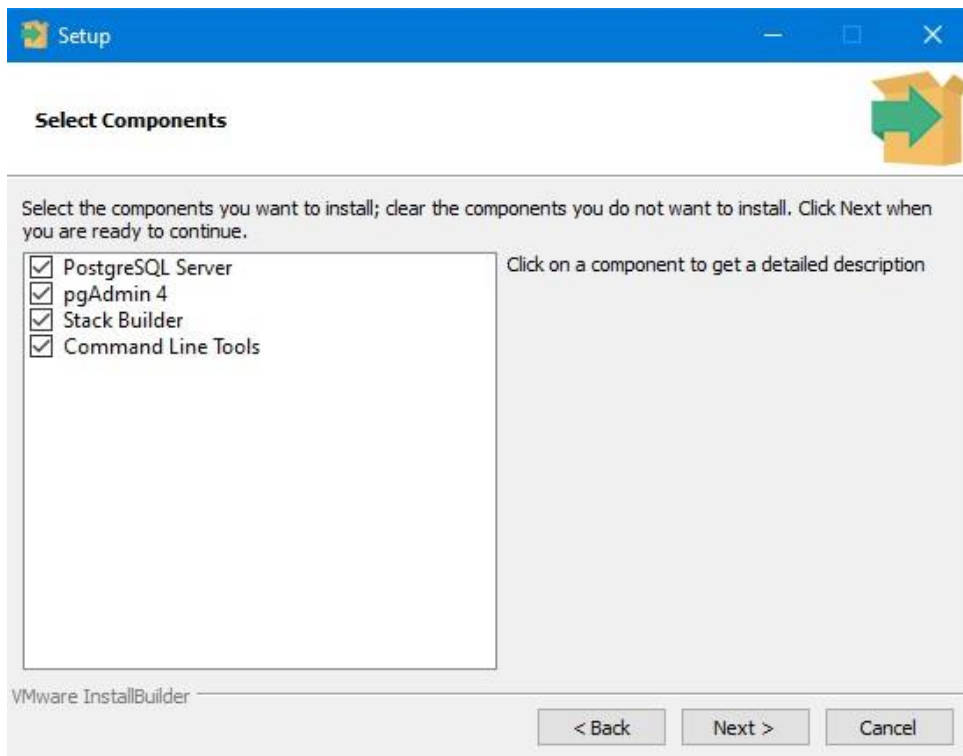 Setup
Select Components
Select the components you want to install; clear the components you do not want to install. Click Next when
you are ready to continue.
PostgreSQL Server
pgAdmin 4
Stack Builder
Command Line Tools
Click on a component to get a detailed description
VMware InstallBuilder
< Back
Next >
Cancel